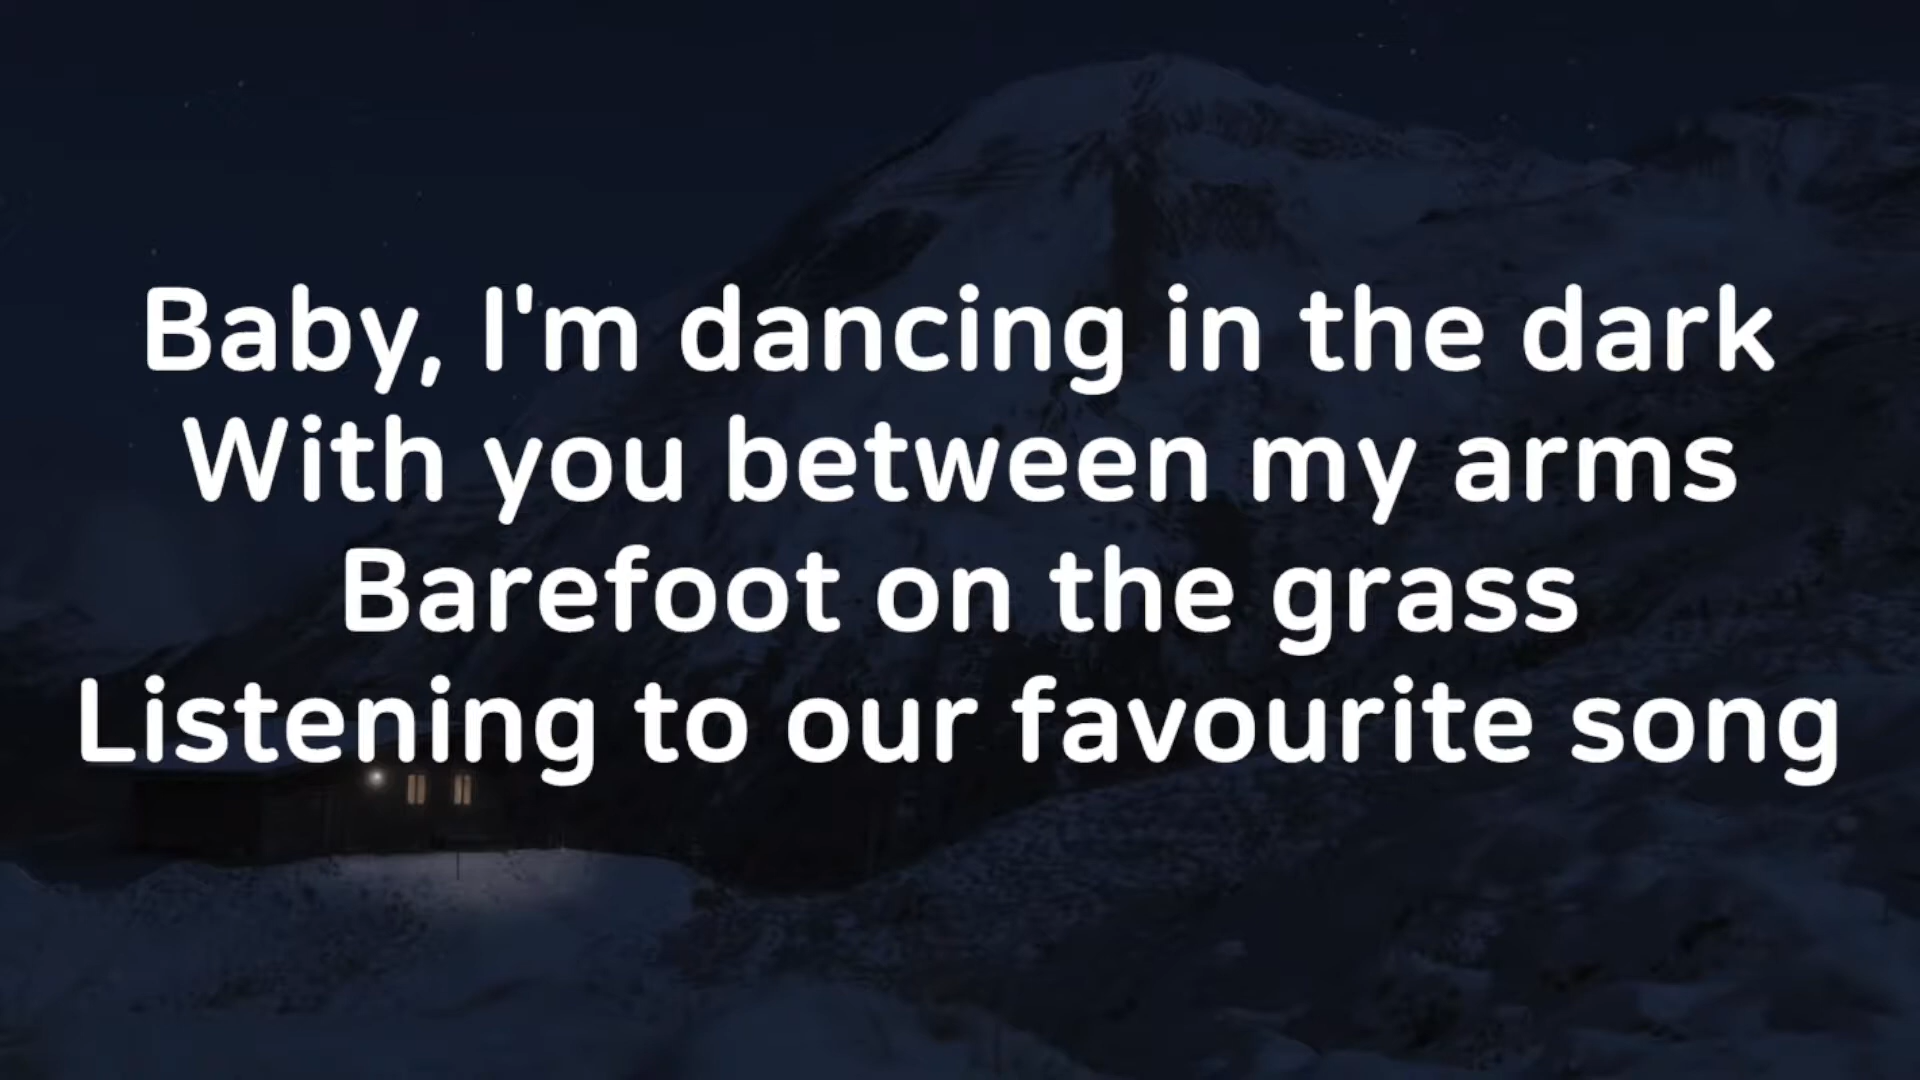 Baby, I'm dancing in the dark
With you between my arms
Barefoot on the grass
Listening to our favourite song